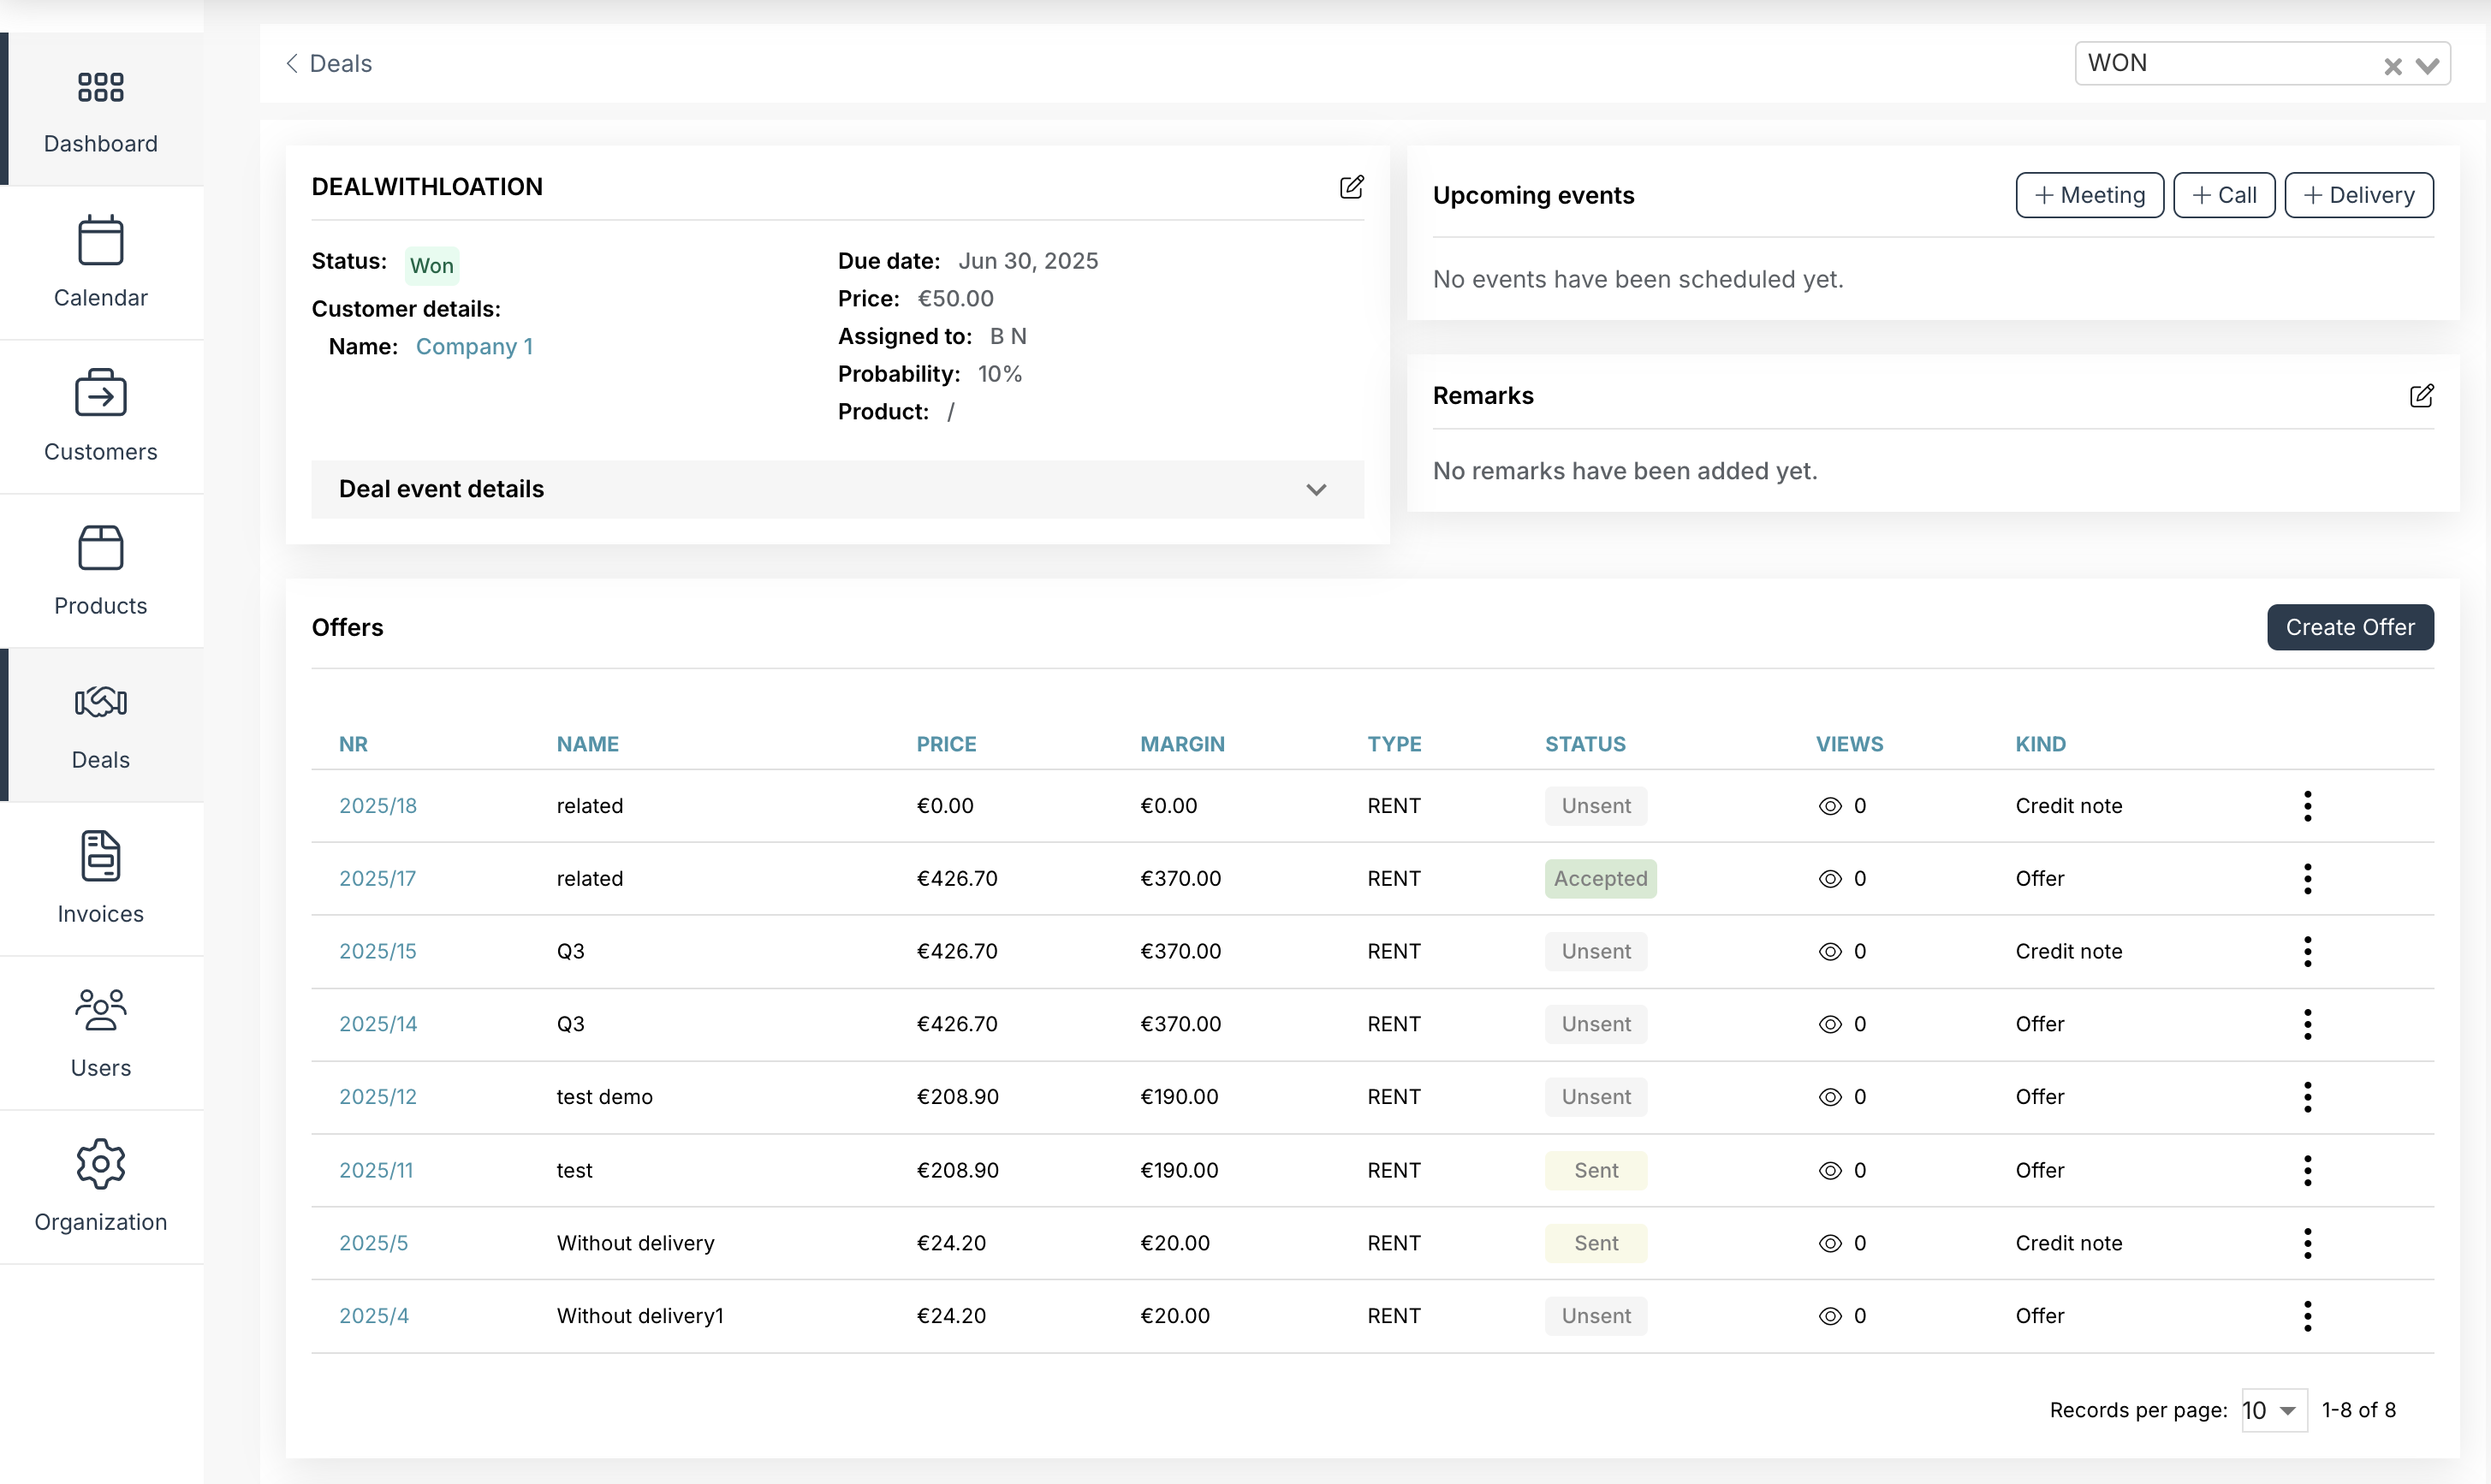 Dashboard
Calendar
Customers
Products
Deals
Invoices
Users
Organization
Deals
WON
DEALWITHLOATION
Status: Won
Customer details:
Name: Company 1
Due date: Jun 30, 2025
Price: €50.00
Assigned to: B N
Probability: 10%
Product: /
Deal event details
Upcoming events
+ Meeting
+ Call
+ Delivery
No events have been scheduled yet.
Remarks
No remarks have been added yet.
Offers
Create Offer
NR NAME PRICE MARGIN TYPE STATUS VIEWS KIND
2025/18 related €0.00 €0.00 RENT Unsent 0 Credit note
2025/17 related €426.70 €370.00 RENT Accepted 0 Offer
2025/15 Q3 €426.70 €370.00 RENT Unsent 0 Credit note
2025/14 Q3 €426.70 €370.00 RENT Unsent 0 Offer
2025/12 test demo €208.90 €190.00 RENT Unsent 0 Offer
2025/11 test €208.90 €190.00 RENT Sent 0 Offer
2025/5 Without delivery €24.20 €20.00 RENT Sent 0 Credit note
2025/4 Without delivery1 €24.20 €20.00 RENT Unsent 0 Offer
Records per page: 10 1-8 of 8